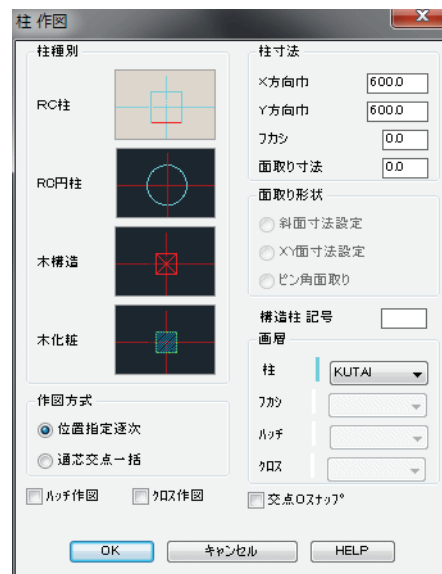 柱 作図
柱種別
RC柱
RC円柱
木構造
木化粧
作図方式
位置指定逐次
通芯交点一括
ハッチ作図
クロス作図
柱寸法
X方向巾 600.0
Y方向巾 600.0
フカシ 0.0
面取り寸法 0.0
面取り形状
斜面寸法設定
XY面寸法設定
ピン角面取り
構造柱 記号
画層
柱 KUTAI
フカシ
ハッチ
クロス
交点Oスナップ
OK キャンセル HELP